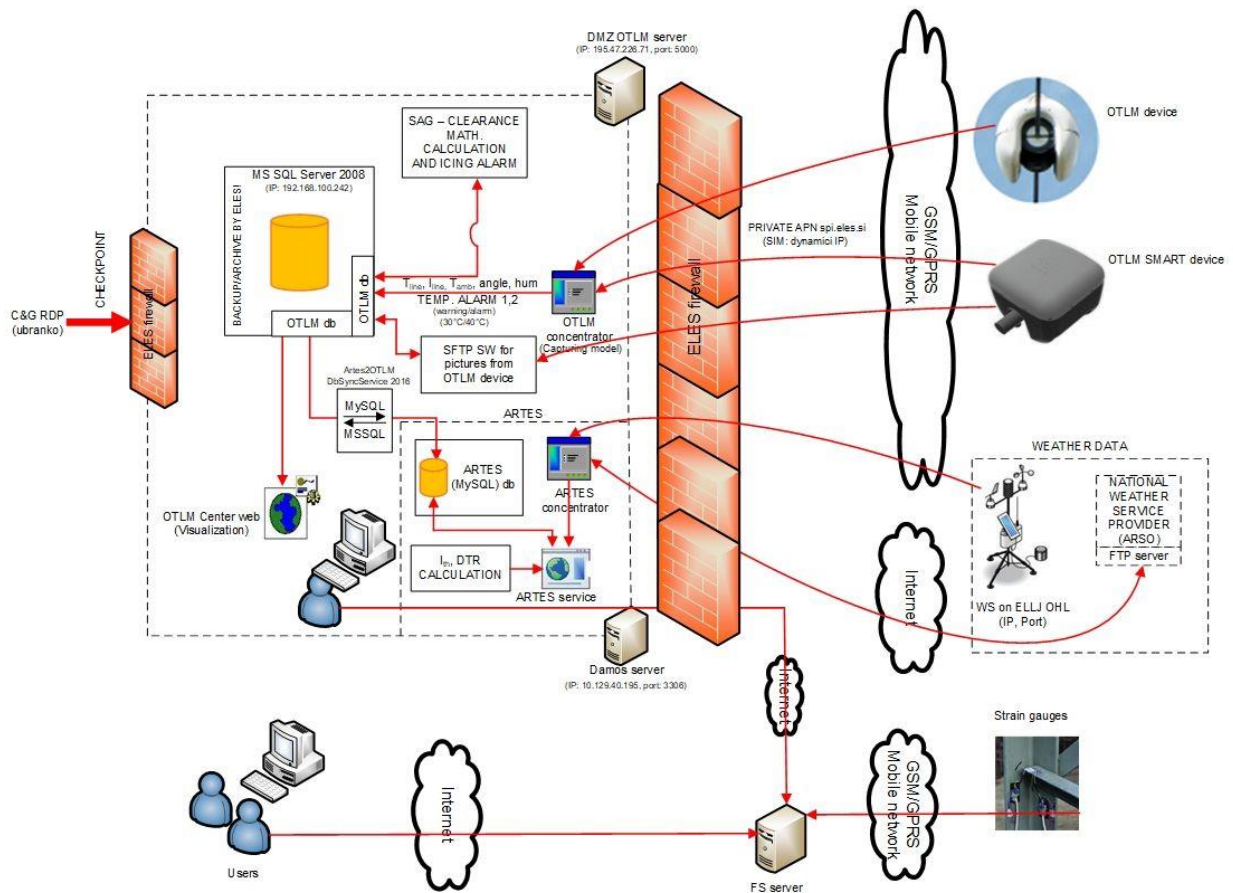 DMZ OTLM server
(IP: 195.47.226.71, port: 5000)
SAG – CLEARANCE
MATH.
CALCULATION
AND ICING ALARM
MS SQL Server 2008
(IP: 192.168.100.242)
BACKUP/ARCHIVE BY ELESI
OTLM db
OTLM db
CHECKPOINT
ELES firewall
C&G RDP
(ubranko)
Tline, Iline, Tamb, angle, hum
TEMP. ALARM 1,2
(warning/alarm)
(30°C/40°C)
OTLM
concentrator
(Capturing model)
SFTP SW for
pictures from
OTLM device
Artes2OTLM
DbSyncService 2016
MySQL
MSSQL
ARTES
ARTES
(MySQL) db
ARTES
concentrator
OTLM Center web
(Visualization)
Ith, DTR
CALCULATION
ARTES service
Damos server
(IP: 10.129.40.195, port: 3306)
ELES firewall
PRIVATE APN spi.eles.si
(SIM: dynamici IP)
GSM/GPRS
Mobile network
OTLM device
OTLM SMART device
WEATHER DATA
NATIONAL
WEATHER
SERVICE
PROVIDER
(ARSO)
FTP server
WS on ELLJ OHL
(IP, Port)
Internet
Internet
Strain gauges
GSM/GPRS
Mobile network
Internet
Users
FS server